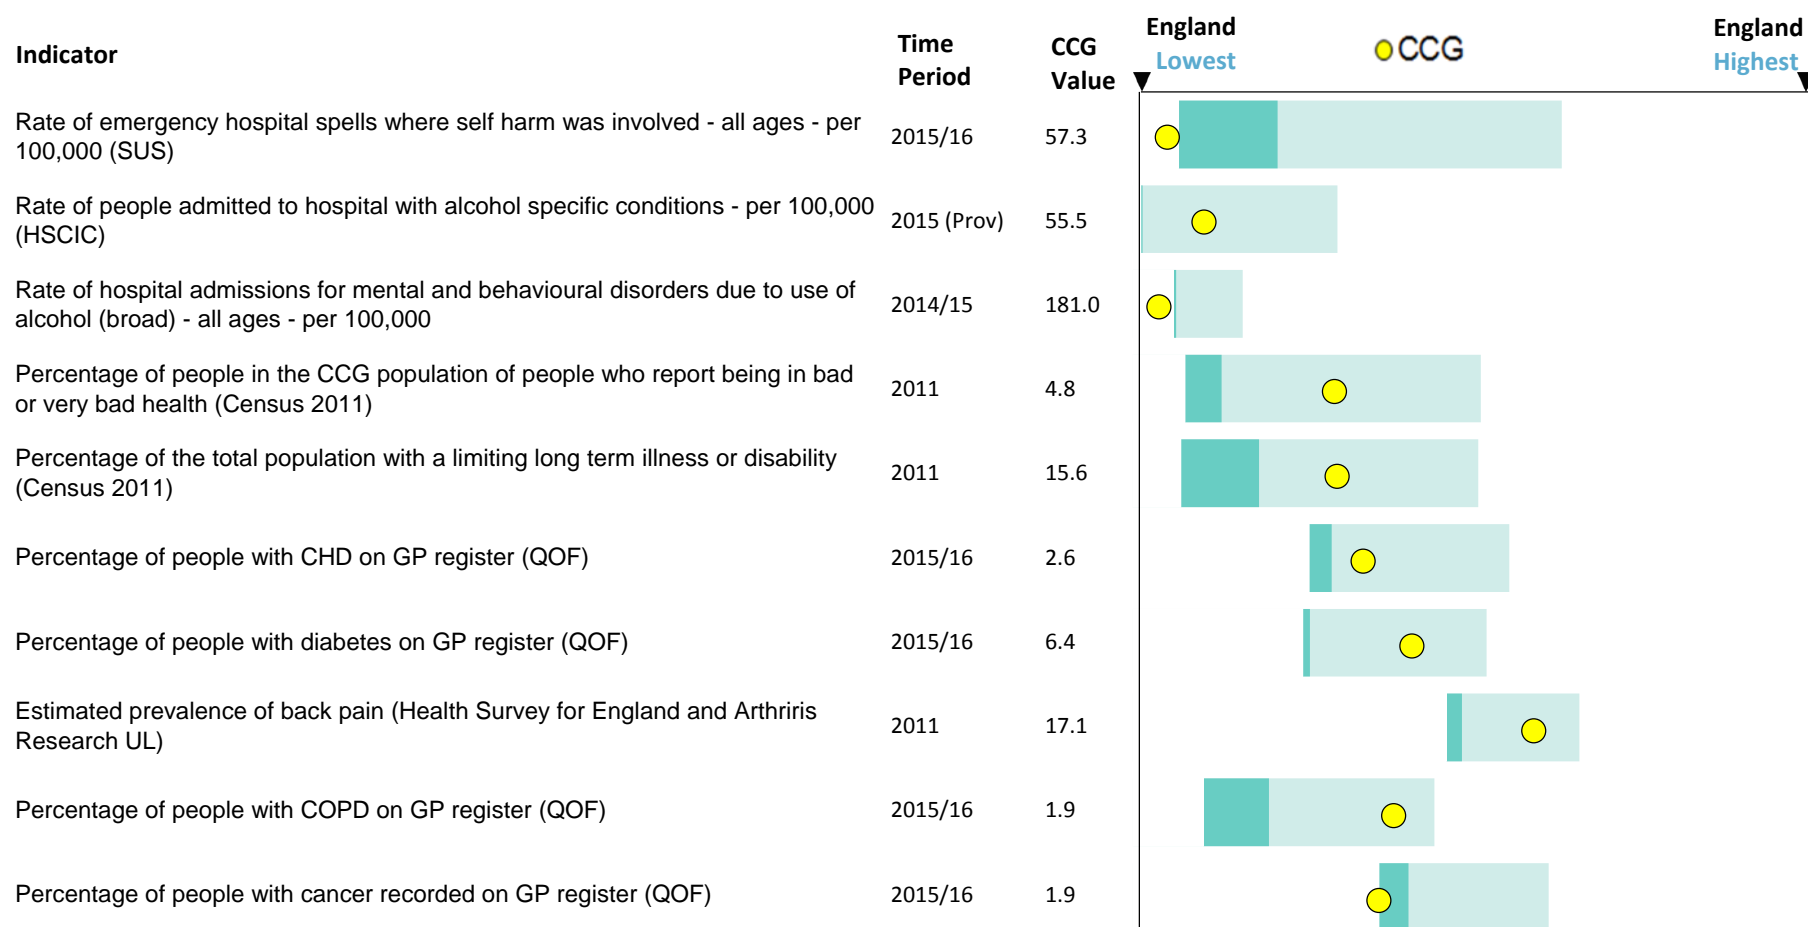 Indicator
Time
Period
CCG
Value
England
Lowest
CCG
England
Highest
Rate of emergency hospital spells where self harm was involved - all ages - per
100,000 (SUS)
2015/16
57.3
Rate of people admitted to hospital with alcohol specific conditions - per 100,000
(HSCIC)
2015 (Prov)
55.5
Rate of hospital admissions for mental and behavioural disorders due to use of
alcohol (broad) - all ages - per 100,000
2014/15
181.0
Percentage of people in the CCG population of people who report being in bad
or very bad health (Census 2011)
2011
4.8
Percentage of the total population with a limiting long term illness or disability
(Census 2011)
2011
15.6
Percentage of people with CHD on GP register (QOF)
2015/16
2.6
Percentage of people with diabetes on GP register (QOF)
2015/16
6.4
Estimated prevalence of back pain (Health Survey for England and Arthriris
Research UL)
2011
17.1
Percentage of people with COPD on GP register (QOF)
2015/16
1.9
Percentage of people with cancer recorded on GP register (QOF)
2015/16
1.9